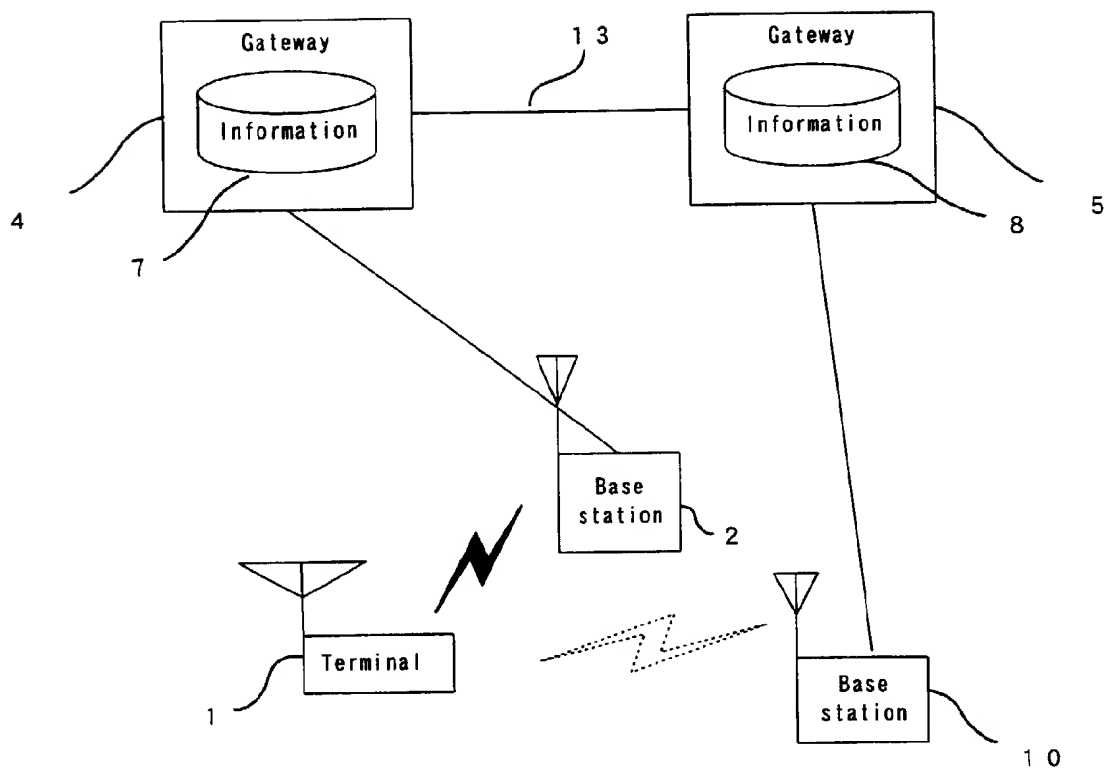 Gateway
Information
13
Gateway
Information
4
7
8
5
Base
station
2
Terminal
1
Base
station
10